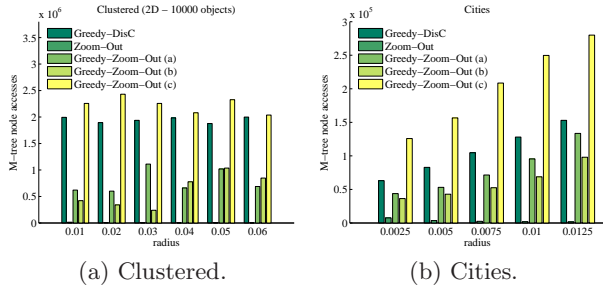 Clustered (2D – 10000 objects)
x 10^6
3.5
3
2.5
2
1.5
1
0.5
0
M–tree node accesses
Greedy–DisC
Zoom–Out
Greedy–Zoom–Out (a)
Greedy–Zoom–Out (b)
Greedy–Zoom–Out (c)
0.01 0.02 0.03 0.04 0.05 0.06
radius
(a) Clustered.
Cities
x 10^5
3
2.5
2
1.5
1
0.5
0
M–tree node accesses
Greedy–DisC
Zoom–Out
Greedy–Zoom–Out (a)
Greedy–Zoom–Out (b)
Greedy–Zoom–Out (c)
0.0025 0.005 0.0075 0.01 0.0125
radius
(b) Cities.